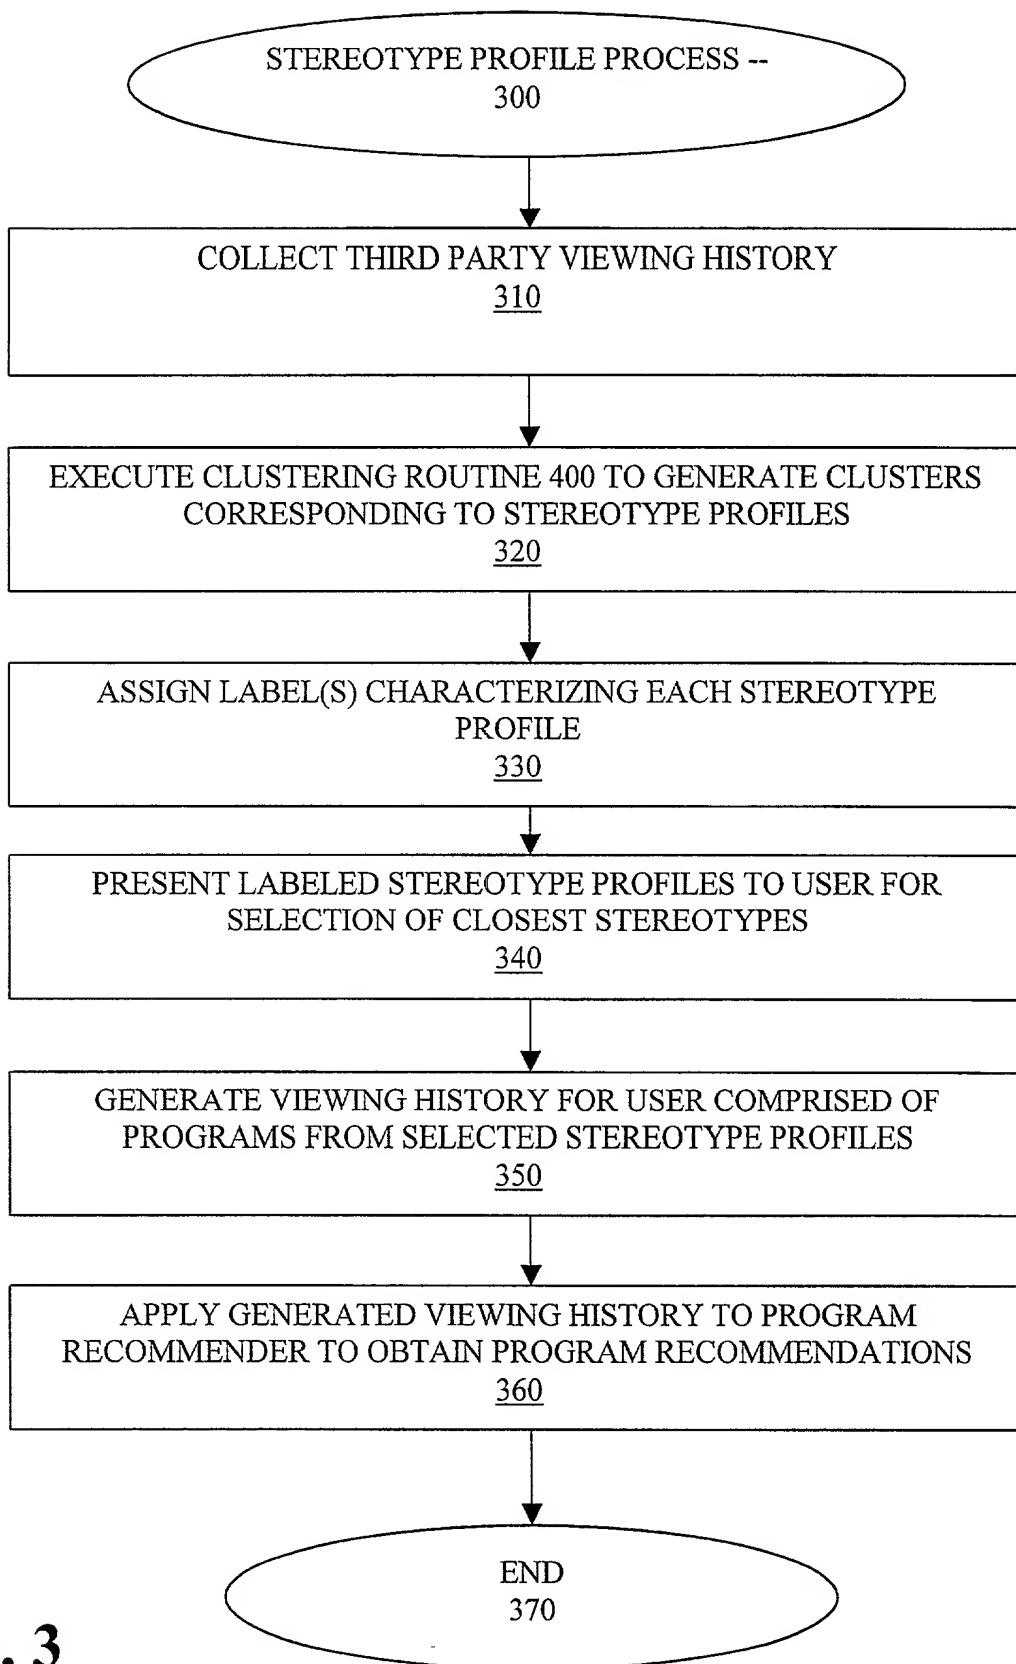 STEREOTYPE PROFILE PROCESS --
300
COLLECT THIRD PARTY VIEWING HISTORY
310
EXECUTE CLUSTERING ROUTINE 400 TO GENERATE CLUSTERS
CORRESPONDING TO STEREOTYPE PROFILES
320
ASSIGN LABEL(S) CHARACTERIZING EACH STEREOTYPE
PROFILE
330
PRESENT LABELED STEREOTYPE PROFILES TO USER FOR
SELECTION OF CLOSEST STEREOTYPES
340
GENERATE VIEWING HISTORY FOR USER COMPRISED OF
PROGRAMS FROM SELECTED STEREOTYPE PROFILES
350
APPLY GENERATED VIEWING HISTORY TO PROGRAM
RECOMMENDER TO OBTAIN PROGRAM RECOMMENDATIONS
360
END
370
. 3